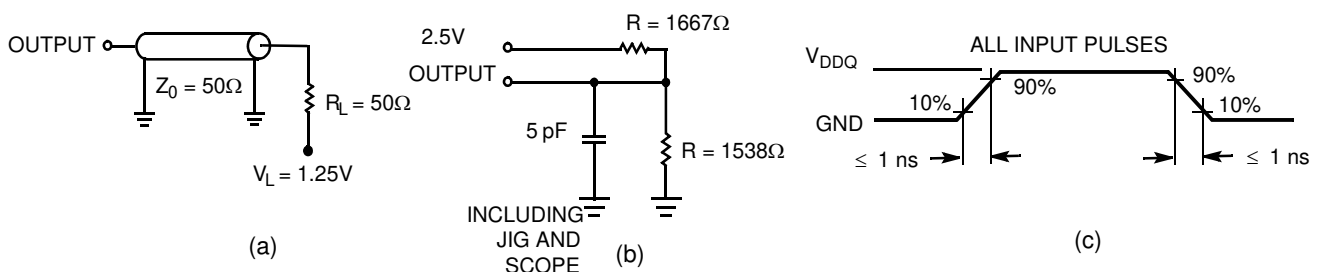 OUTPUT
Z0 = 50Ω
RL = 50Ω
VL = 1.25V
(a)
R = 1667Ω
2.5V
OUTPUT
5 pF
R = 1538Ω
INCLUDING
JIG AND
SCOPE
(b)
ALL INPUT PULSES
VDDQ
GND
10%
90%
90%
10%
≤ 1 ns
≤ 1 ns
(c)